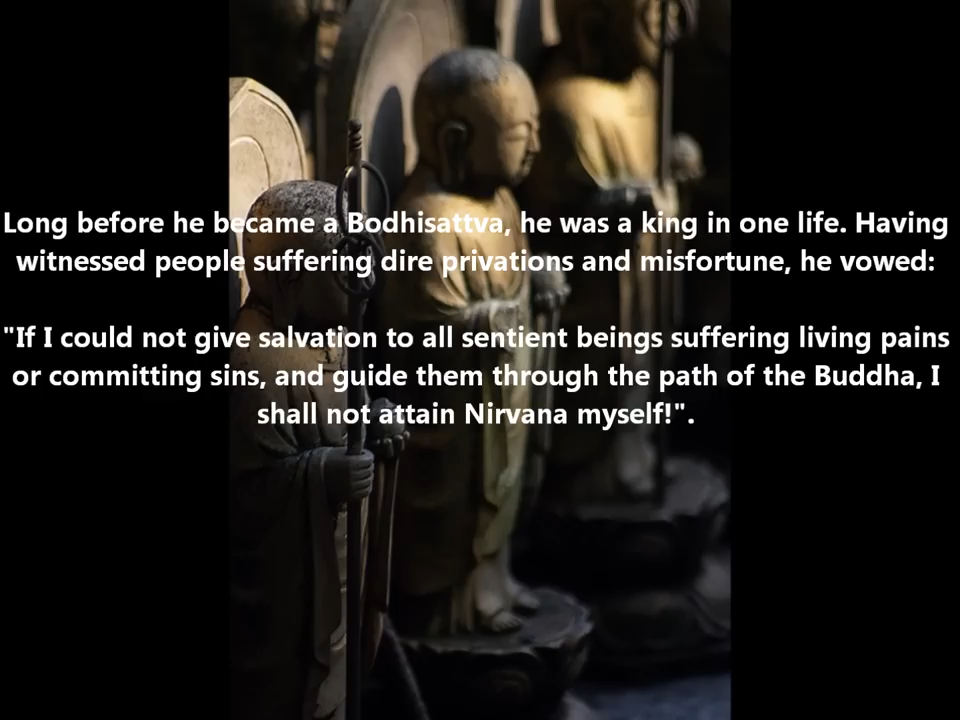 Long before he became a Bodhisattva, he was a king in one life. Having
witnessed people suffering dire privations and misfortune, he vowed:
"If I could not give salvation to all sentient beings suffering living pains
or committing sins, and guide them through the path of the Buddha, I
shall not attain Nirvana myself!".